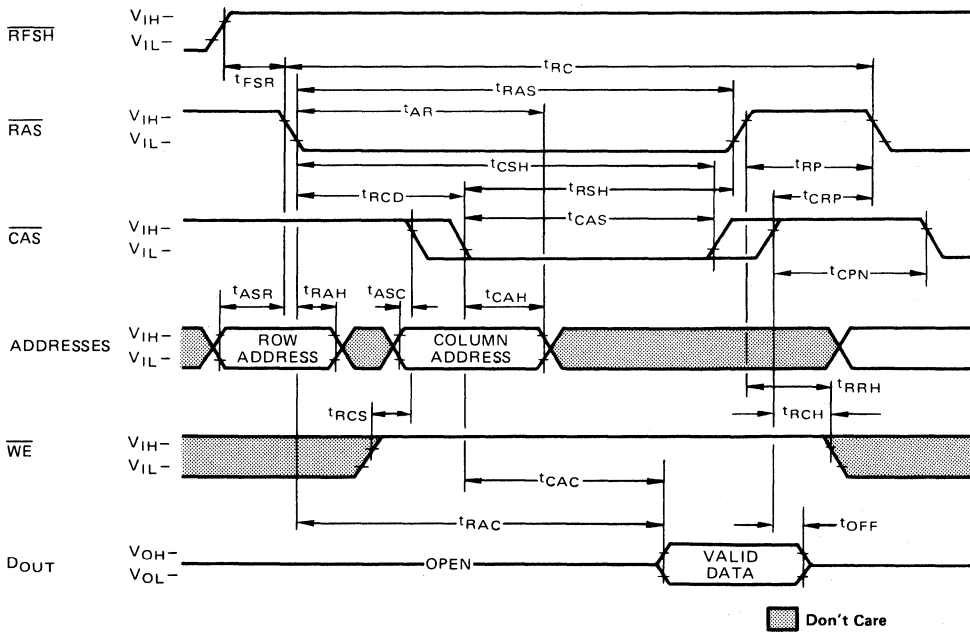 RFSH
VIH–
VIL–
tFSR
tRC
tRAS
tAR
RAS
VIH–
VIL–
tCSH
tRP
tRCD
tRSH
tCRP
tCAS
CAS
VIH–
VIL–
tCPN
tASR
tRAH
tASC
tCAH
ADDRESSES
VIH–
VIL–
ROW
ADDRESS
COLUMN
ADDRESS
tRRH
tRCS
tRCH
WE
VIH–
VIL–
tCAC
tRAC
tOFF
DOUT
VOH–
VOL–
OPEN
VALID
DATA
Don't Care